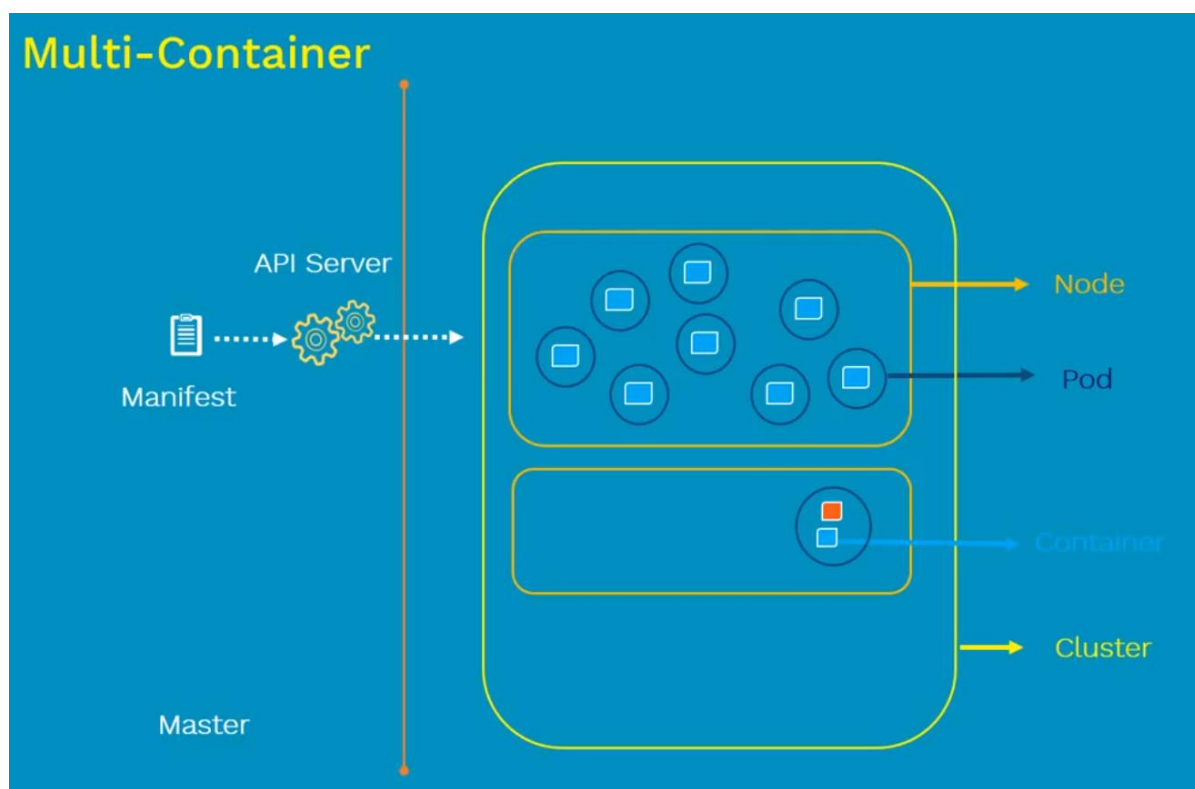 Multi-Container
API Server
Manifest
Node
Pod
Container
Cluster
Master